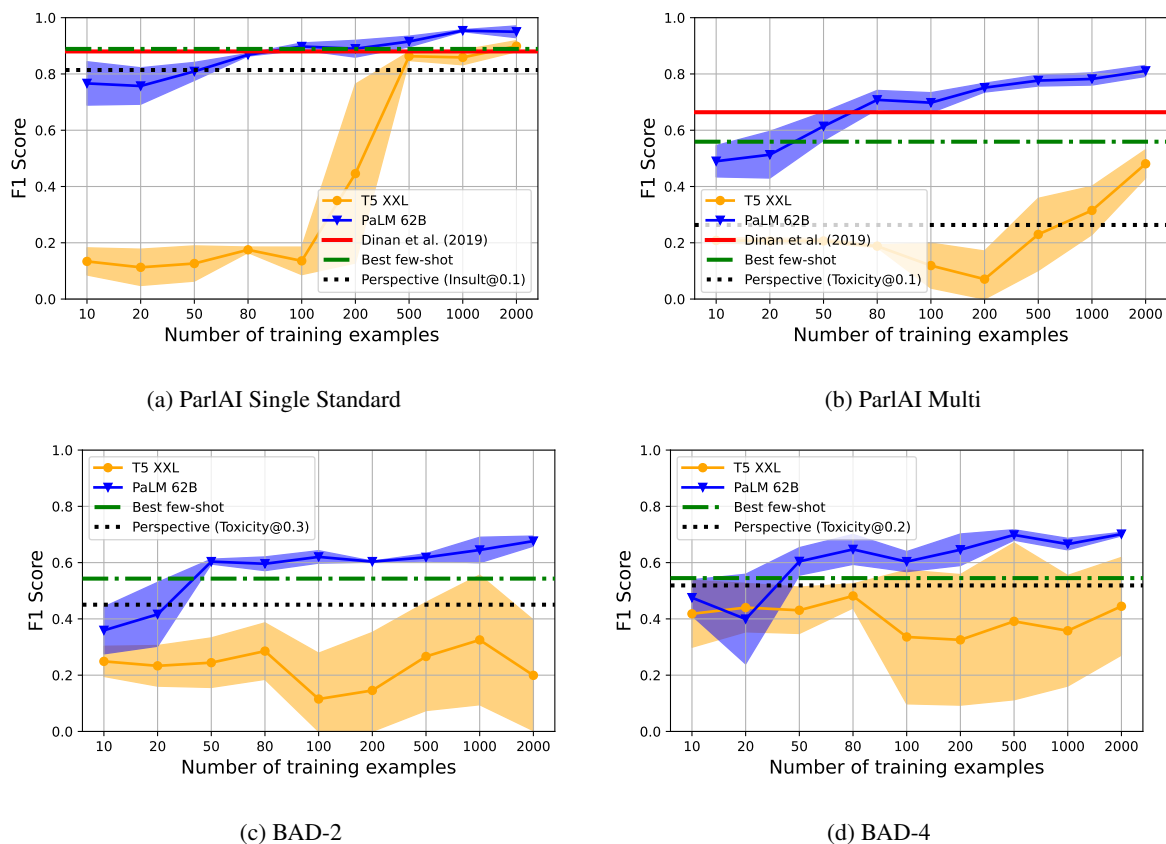 1.0
0.8
0.6
0.4
0.2
0.0
F1 Score
T5 XXL
PaLM 62B
Dinan et al. (2019)
Best few-shot
Perspective (Insult@0.1)
10 20 50 80 100 200 500 1000 2000
Number of training examples
(a) ParlAI Single Standard
1.0
0.8
0.6
0.4
0.2
0.0
F1 Score
T5 XXL
PaLM 62B
Dinan et al. (2019)
Best few-shot
Perspective (Toxicity@0.1)
10 20 50 80 100 200 500 1000 2000
Number of training examples
(b) ParlAI Multi
1.0
0.8
0.6
0.4
0.2
0.0
F1 Score
T5 XXL
PaLM 62B
Best few-shot
Perspective (Toxicity@0.3)
10 20 50 80 100 200 500 1000 2000
Number of training examples
(c) BAD-2
1.0
0.8
0.6
0.4
0.2
0.0
F1 Score
T5 XXL
PaLM 62B
Best few-shot
Perspective (Toxicity@0.2)
10 20 50 80 100 200 500 1000 2000
Number of training examples
(d) BAD-4